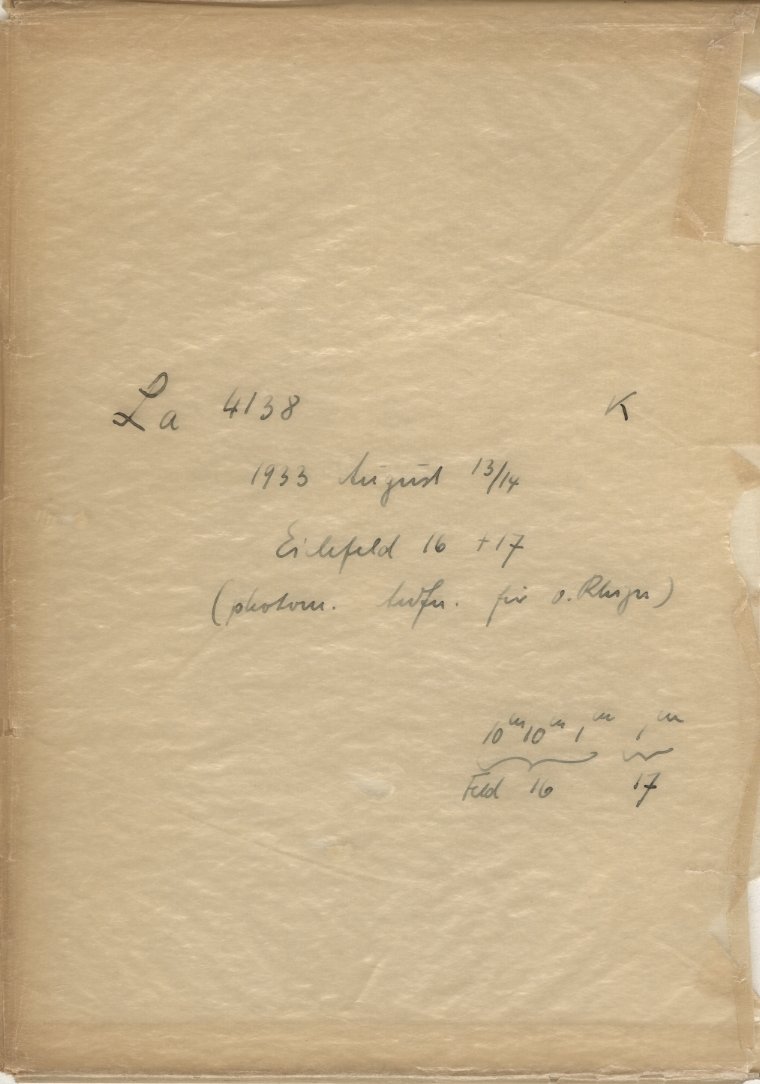 La 4138 K
1933 August 13/14
Eichfeld 16 + 17
(photom. Aufn. für v. Rhijn)
10ᵐ 10ᵐ 1ᵐ 1ᵐ
Feld 16 17